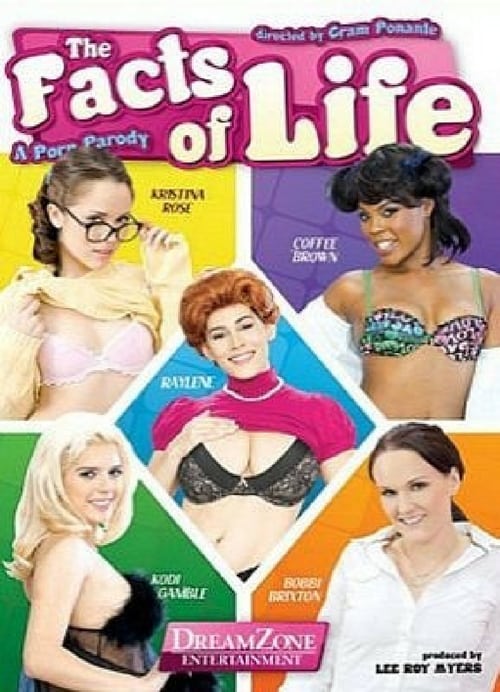 The
Facts
of Life
directed by Gram Ponante
A Porn Parody
KRISTINA
ROSE
COFFEE
BROWN
RAYLENE
KODI
GAMBLE
BOBBI
BRIXTON
DREAMZONE
ENTERTAINMENT
produced by
LEE ROY MYERS